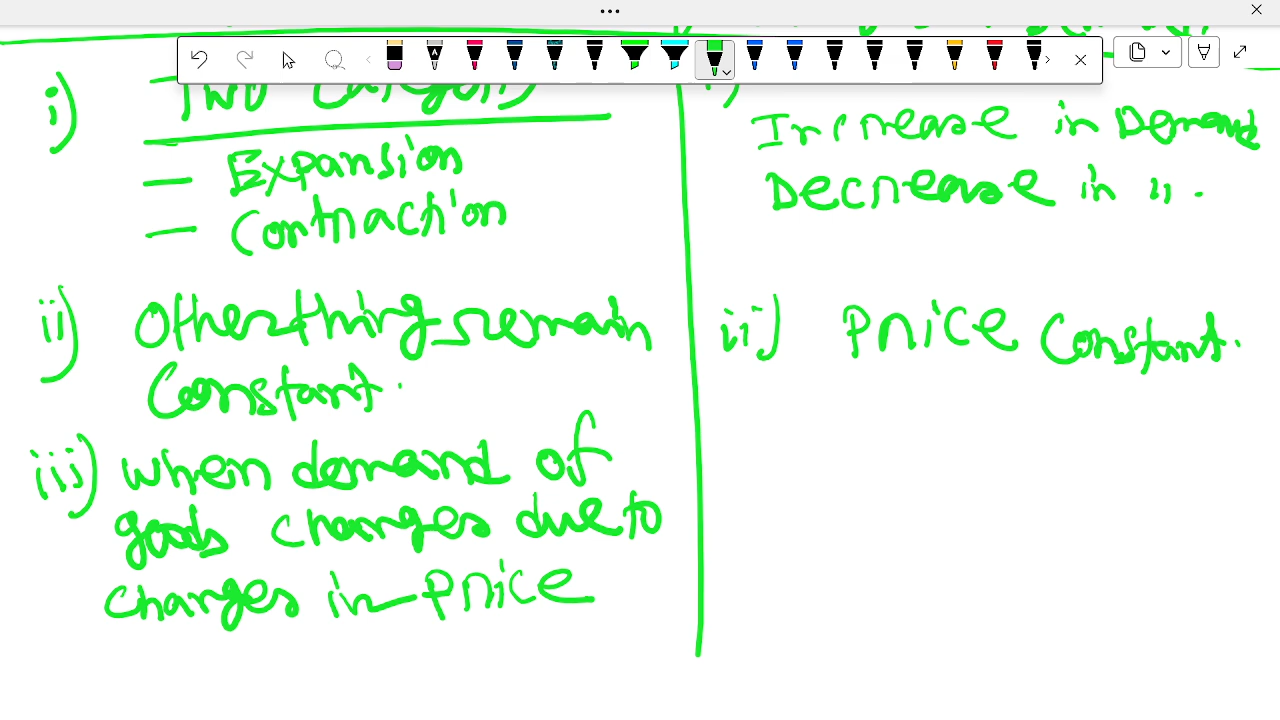 i) Two Category
— Expansion
— Contraction
ii) Other thing remain
Constant.
iii) when demand of
goods changes due to
changes in price
Increase in Demand
Decrease in 〃.
ii) Price Constant.